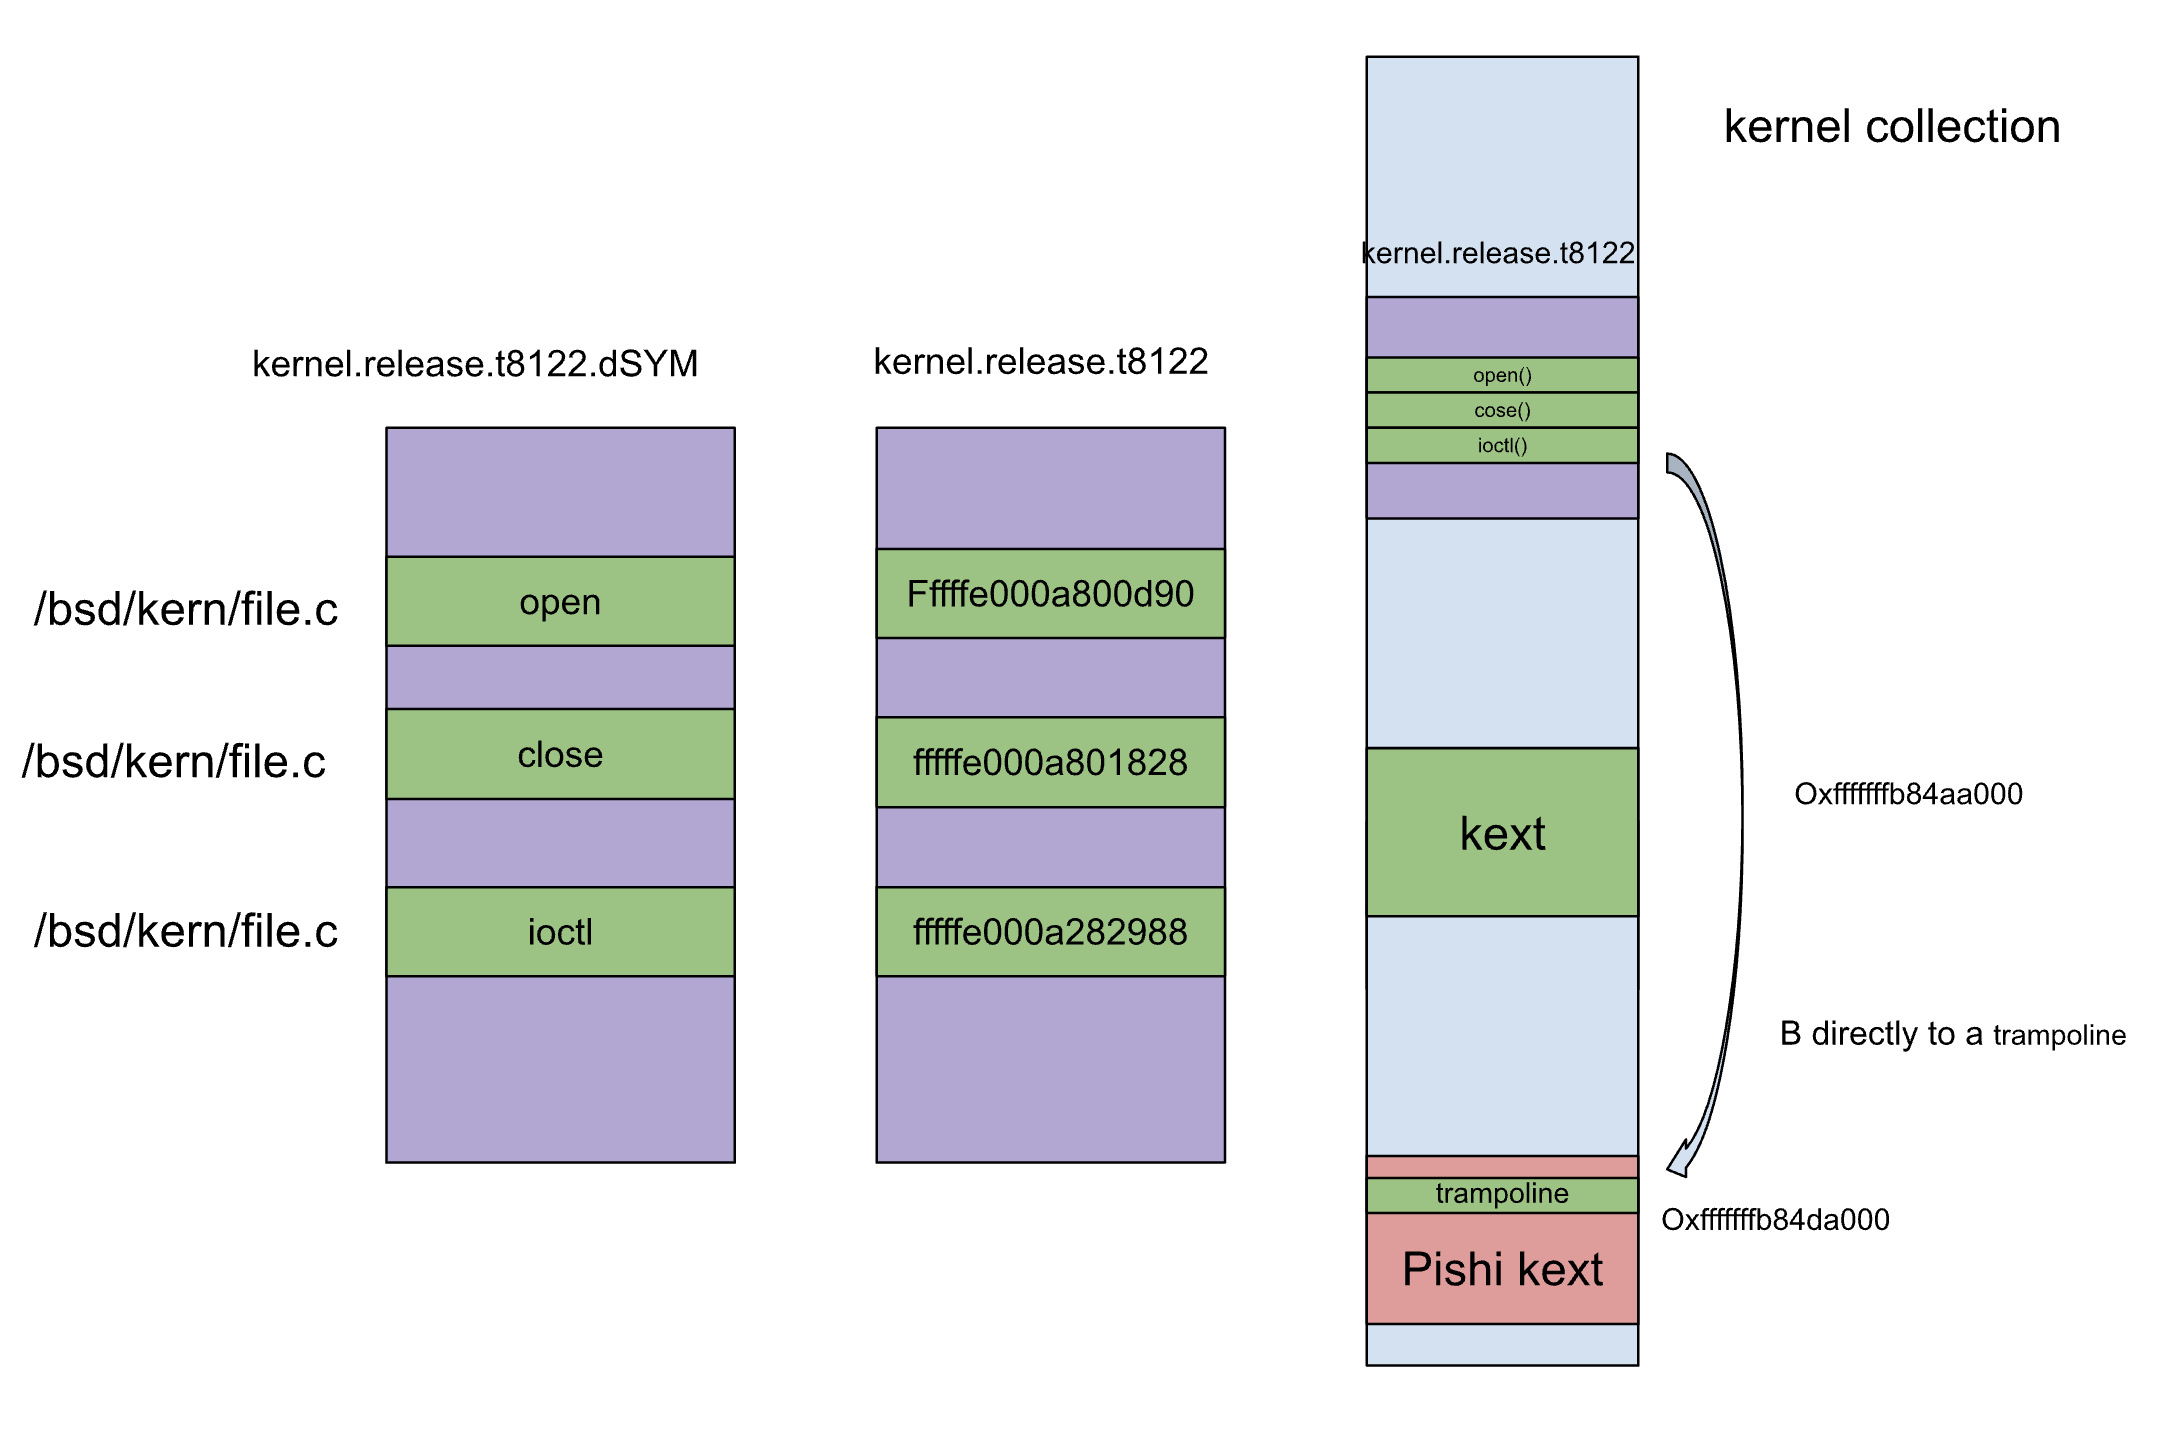 kernel collection
kernel.release.t8122
open()
cose()
ioctl()
kernel.release.t8122.dSYM
kernel.release.t8122
/bsd/kern/file.c
open
Fffffe000a800d90
/bsd/kern/file.c
close
fffffe000a801828
/bsd/kern/file.c
ioctl
fffffe000a282988
kext
Oxfffffffb84aa000
B directly to a trampoline
trampoline
Oxfffffffb84da000
Pishi kext